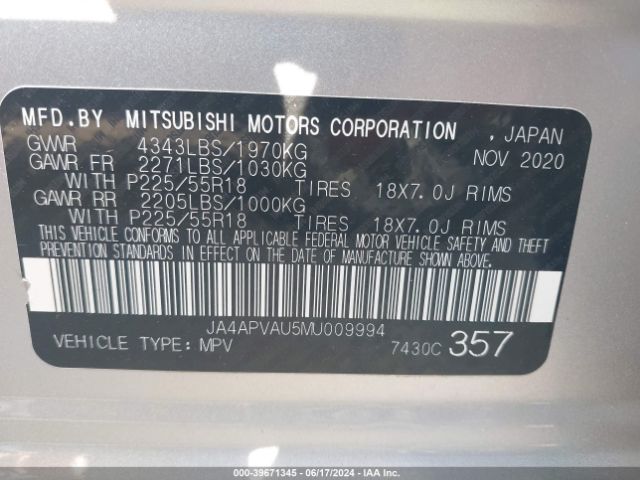 MFD.BY MITSUBISHI MOTORS CORPORATION , JAPAN
GVWR 4343LBS/1970KG NOV 2020
GAWR FR 2271LBS/1030KG
WITH P225/55R18 TIRES 18X7.0J RIMS
GAWR RR 2205LBS/1000KG
WITH P225/55R18 TIRES 18X7.0J RIMS
THIS VEHICLE CONFORMS TO ALL APPLICABLE FEDERAL MOTOR VEHICLE SAFETY AND THEFT
PREVENTION STANDARDS IN EFFECT ON THE DATE OF MANUFACTURE SHOWN ABOVE.
JA4APVAU5MU009994
VEHICLE TYPE: MPV 7430C 357
© - 39671345 - 06/17/2024 - IAA, Inc.